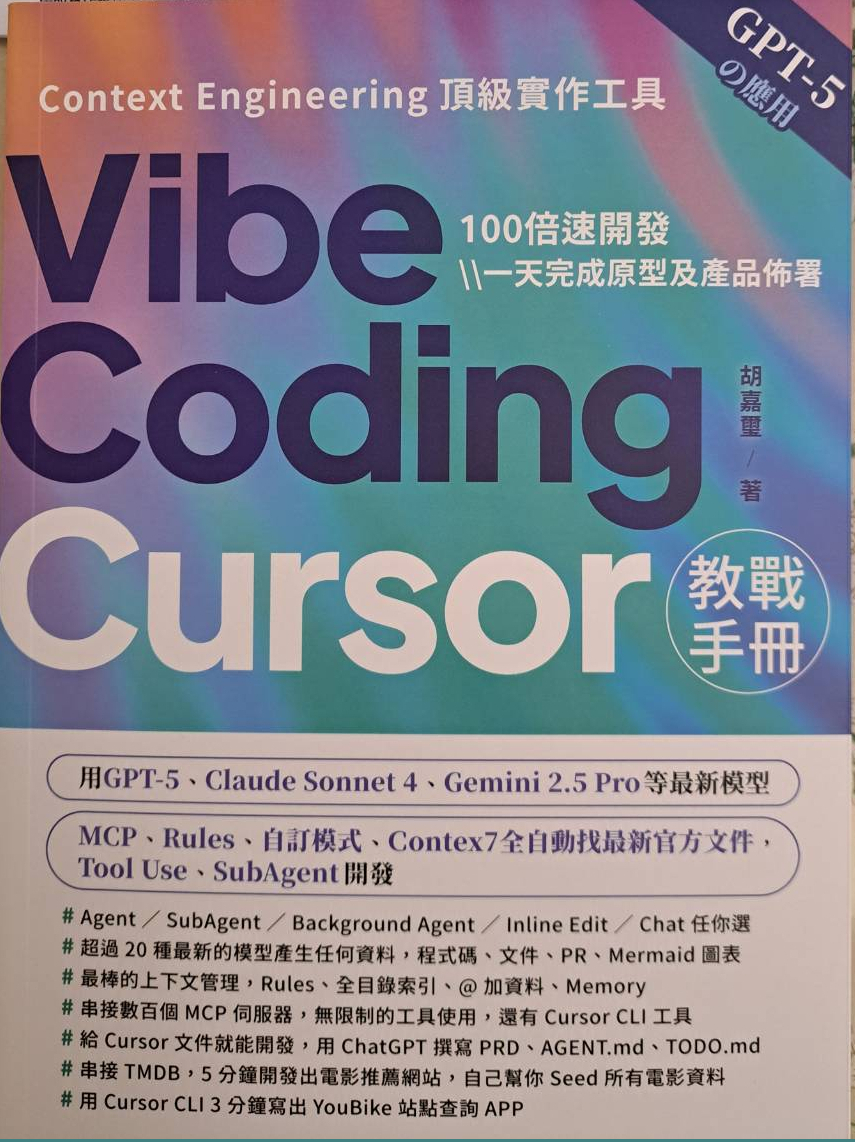 GPT-5
の應用
Context Engineering 頂級實作工具
Vibe
100倍速開發
\\一天完成原型及產品佈署
Coding
胡嘉璽／著
Cursor
教戰
手冊
用GPT-5、Claude Sonnet 4、Gemini 2.5 Pro等最新模型
MCP、Rules、自訂模式、Contex7全自動找最新官方文件，
Tool Use、SubAgent開發
# Agent／SubAgent／Background Agent／Inline Edit／Chat 任你選
# 超過 20 種最新的模型產生任何資料，程式碼、文件、PR、Mermaid 圖表
# 最棒的上下文管理，Rules、全目錄索引、@ 加資料、Memory
# 串接數百個 MCP 伺服器，無限制的工具使用，還有 Cursor CLI 工具
# 給 Cursor 文件就能開發，用 ChatGPT 撰寫 PRD、AGENT.md、TODO.md
# 串接 TMDB，5 分鐘開發出電影推薦網站，自己幫你 Seed 所有電影資料
# 用 Cursor CLI 3 分鐘寫出 YouBike 站點查詢 APP